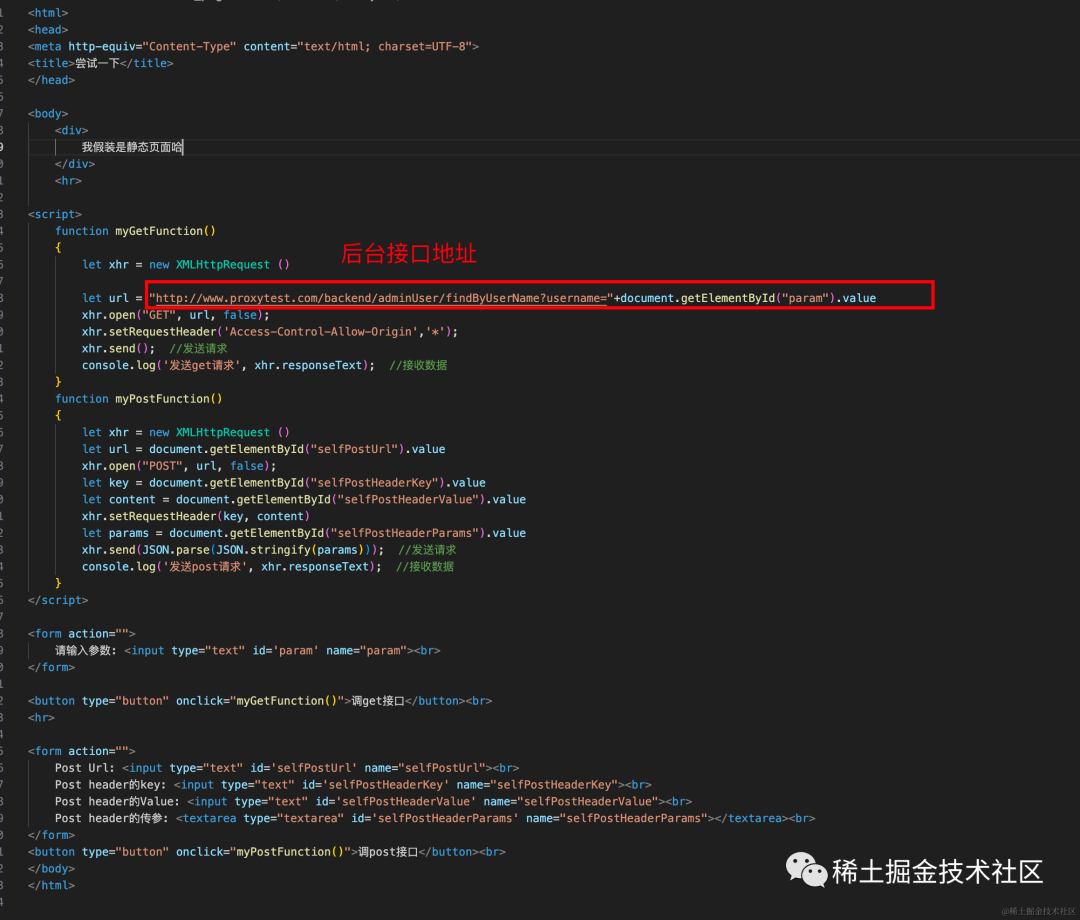 <html>
<head>
<meta http-equiv="Content-Type" content="text/html; charset=UTF-8">
<title>尝试一下</title>
</head>
<body>
<div>
我假装是静态页面哈
</div>
<hr>
<script>
function myGetFunction()
{
后台接口地址
let xhr = new XMLHttpRequest ()
let url = "http://www.proxytest.com/backend/adminUser/findByUserName?username="+document.getElementById("param").value
xhr.open("GET", url, false);
xhr.setRequestHeader('Access-Control-Allow-Origin','*');
xhr.send();  //发送请求
console.log('发送get请求', xhr.responseText);  //接收数据
}
function myPostFunction()
{
let xhr = new XMLHttpRequest ()
let url = document.getElementById("selfPostUrl").value
xhr.open("POST", url, false);
let key = document.getElementById("selfPostHeaderKey").value
let content = document.getElementById("selfPostHeaderValue").value
xhr.setRequestHeader(key, content)
let params = document.getElementById("selfPostHeaderParams").value
xhr.send(JSON.parse(JSON.stringify(params)));  //发送请求
console.log('发送post请求', xhr.responseText);  //接收数据
}
</script>
<form action="">
请输入参数: <input type="text" id='param' name="param"><br>
</form>
<button type="button" onclick="myGetFunction()">调get接口</button><br>
<hr>
<form action="">
Post Url: <input type="text" id='selfPostUrl' name="selfPostUrl"><br>
Post header的key: <input type="text" id='selfPostHeaderKey' name="selfPostHeaderKey"><br>
Post header的Value: <input type="text" id='selfPostHeaderValue' name="selfPostHeaderValue"><br>
Post header的传参: <textarea type="textarea" id='selfPostHeaderParams' name="selfPostHeaderParams"></textarea><br>
</form>
<button type="button" onclick="myPostFunction()">调post接口</button><br>
</body>
</html>
稀土掘金技术社区
@稀土掘金技术社区